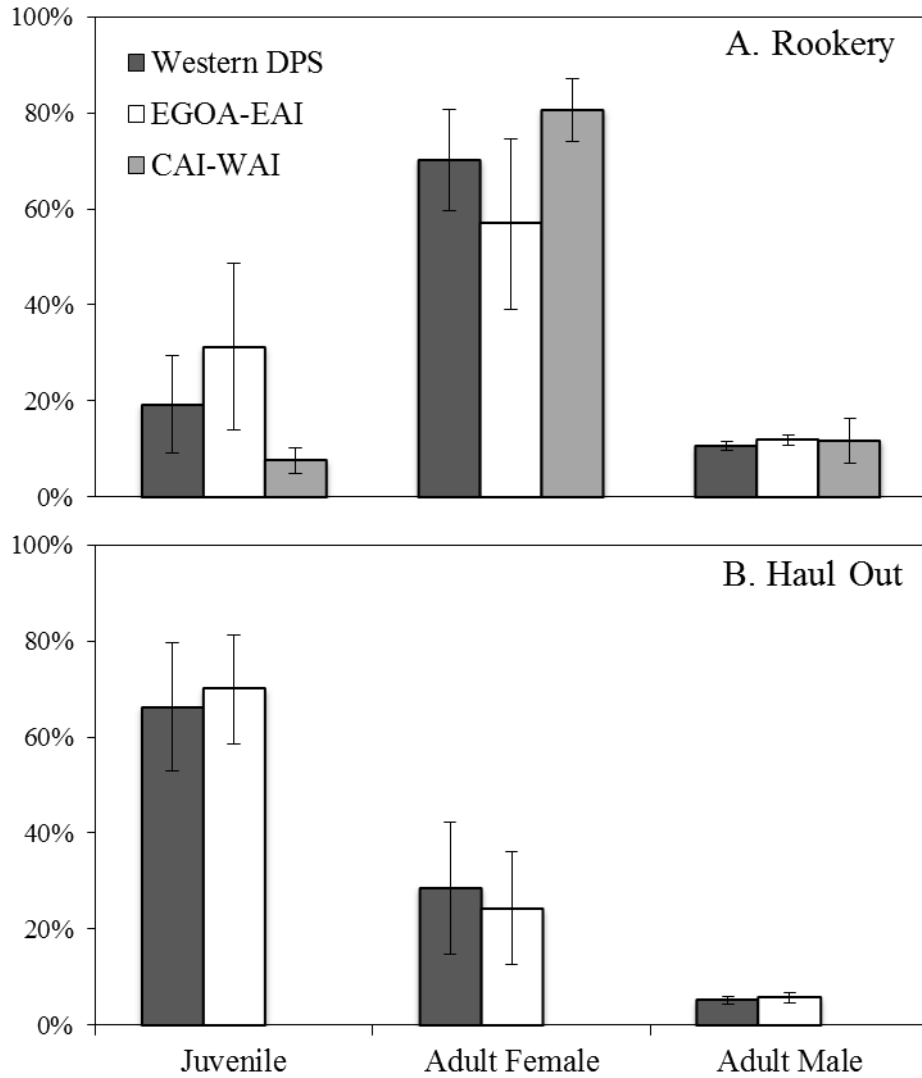 100%
A. Rookery
Western DPS
EGOA-EAI
CAI-WAI
80%
60%
40%
20%
0%
100%
B. Haul Out
80%
60%
40%
20%
0%
Juvenile Adult Female Adult Male